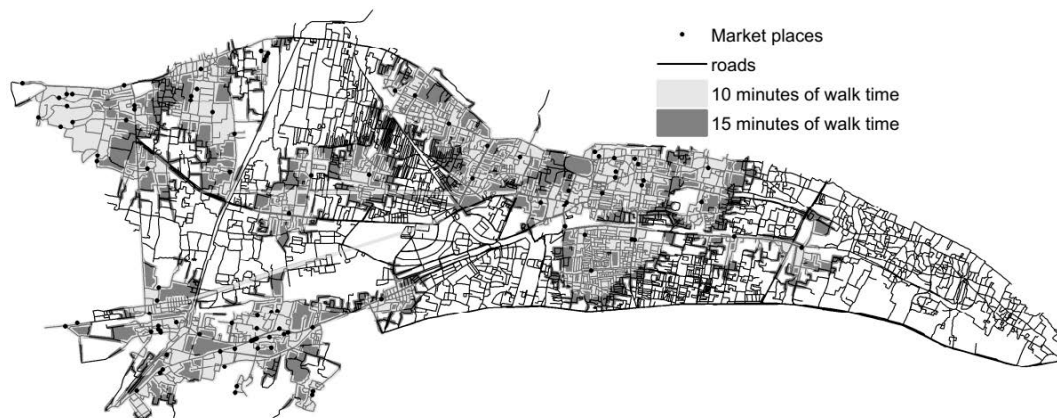 Market places
roads
10 minutes of walk time
15 minutes of walk time